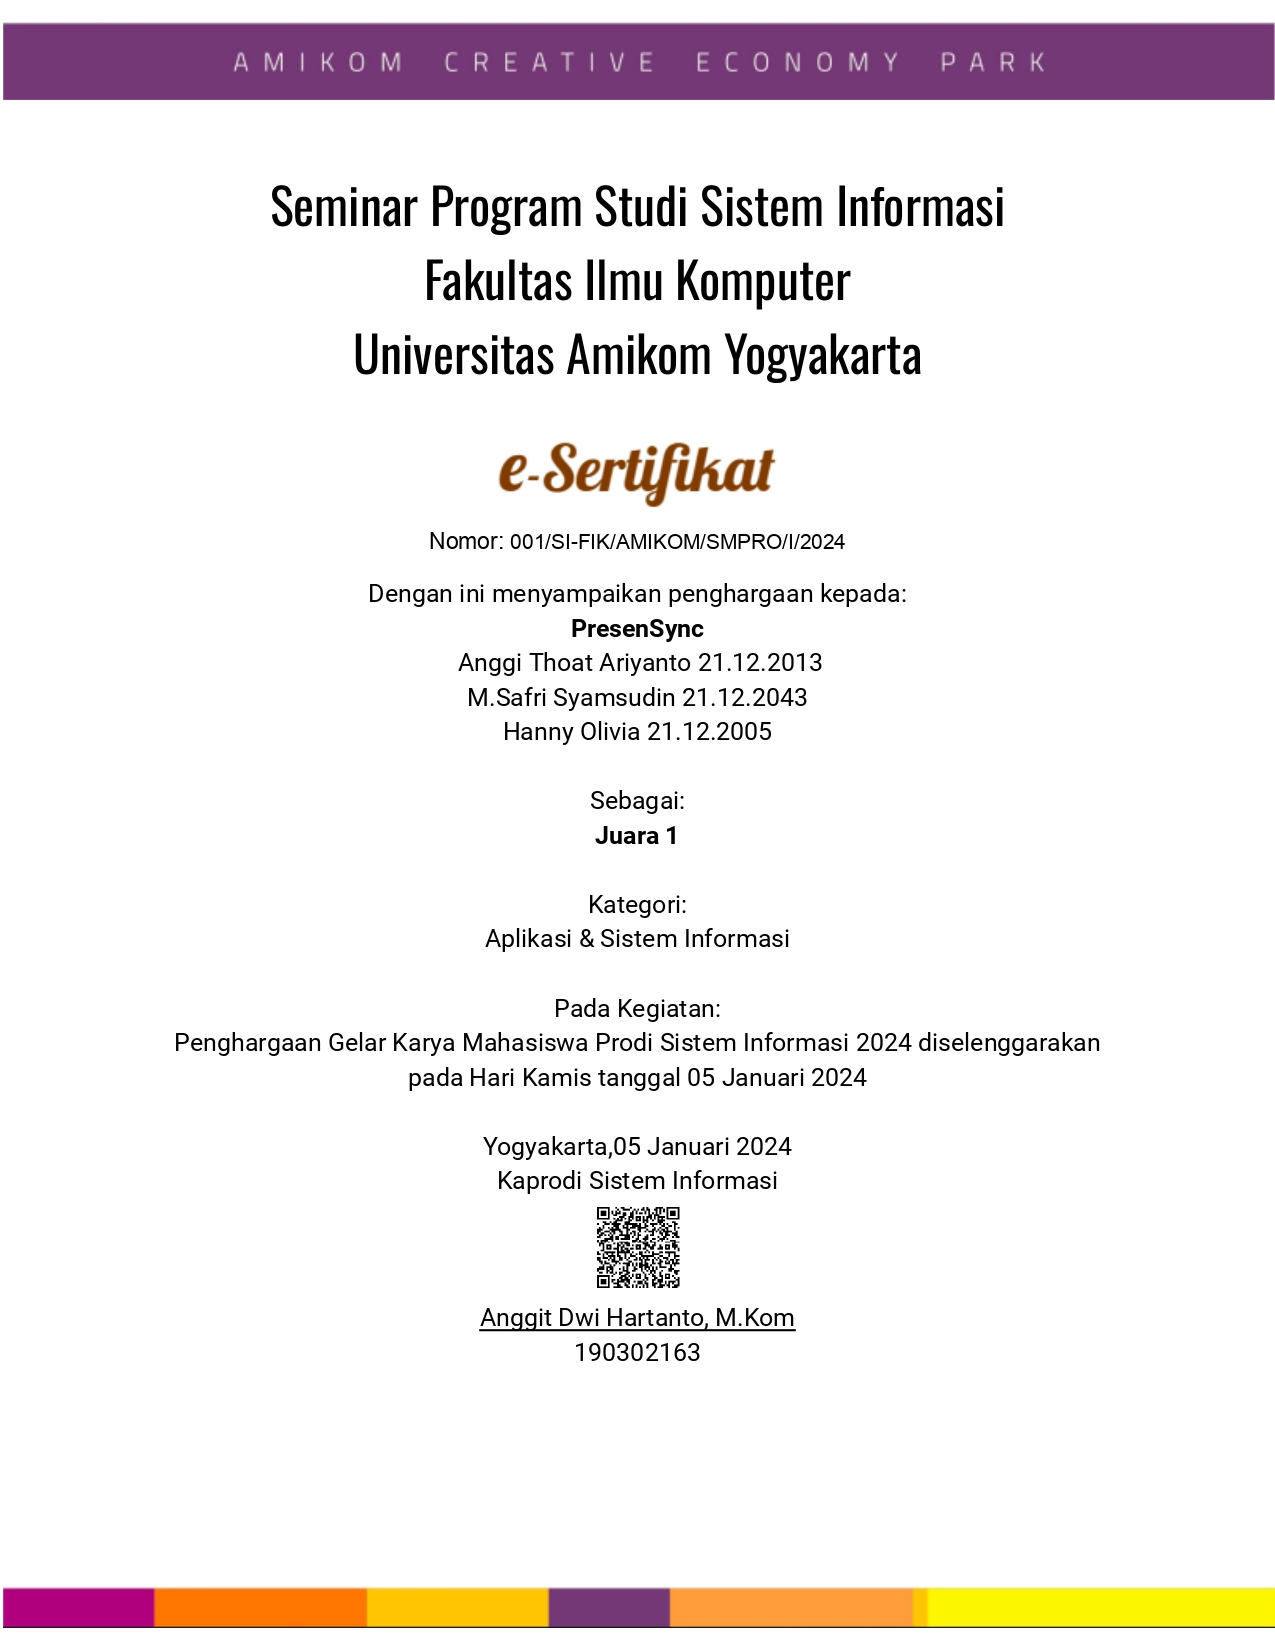 AMIKOM CREATIVE ECONOMY PARK
Seminar Program Studi Sistem Informasi
Fakultas Ilmu Komputer
Universitas Amikom Yogyakarta
e-Sertifikat
Nomor: 001/SI-FIK/AMIKOM/SMPRO/I/2024
Dengan ini menyampaikan penghargaan kepada:
PresenSync
Anggi Thoat Ariyanto 21.12.2013
M.Safri Syamsudin 21.12.2043
Hanny Olivia 21.12.2005
Sebagai:
Juara 1
Kategori:
Aplikasi & Sistem Informasi
Pada Kegiatan:
Penghargaan Gelar Karya Mahasiswa Prodi Sistem Informasi 2024 diselenggarakan
pada Hari Kamis tanggal 05 Januari 2024
Yogyakarta,05 Januari 2024
Kaprodi Sistem Informasi
Anggit Dwi Hartanto, M.Kom
190302163